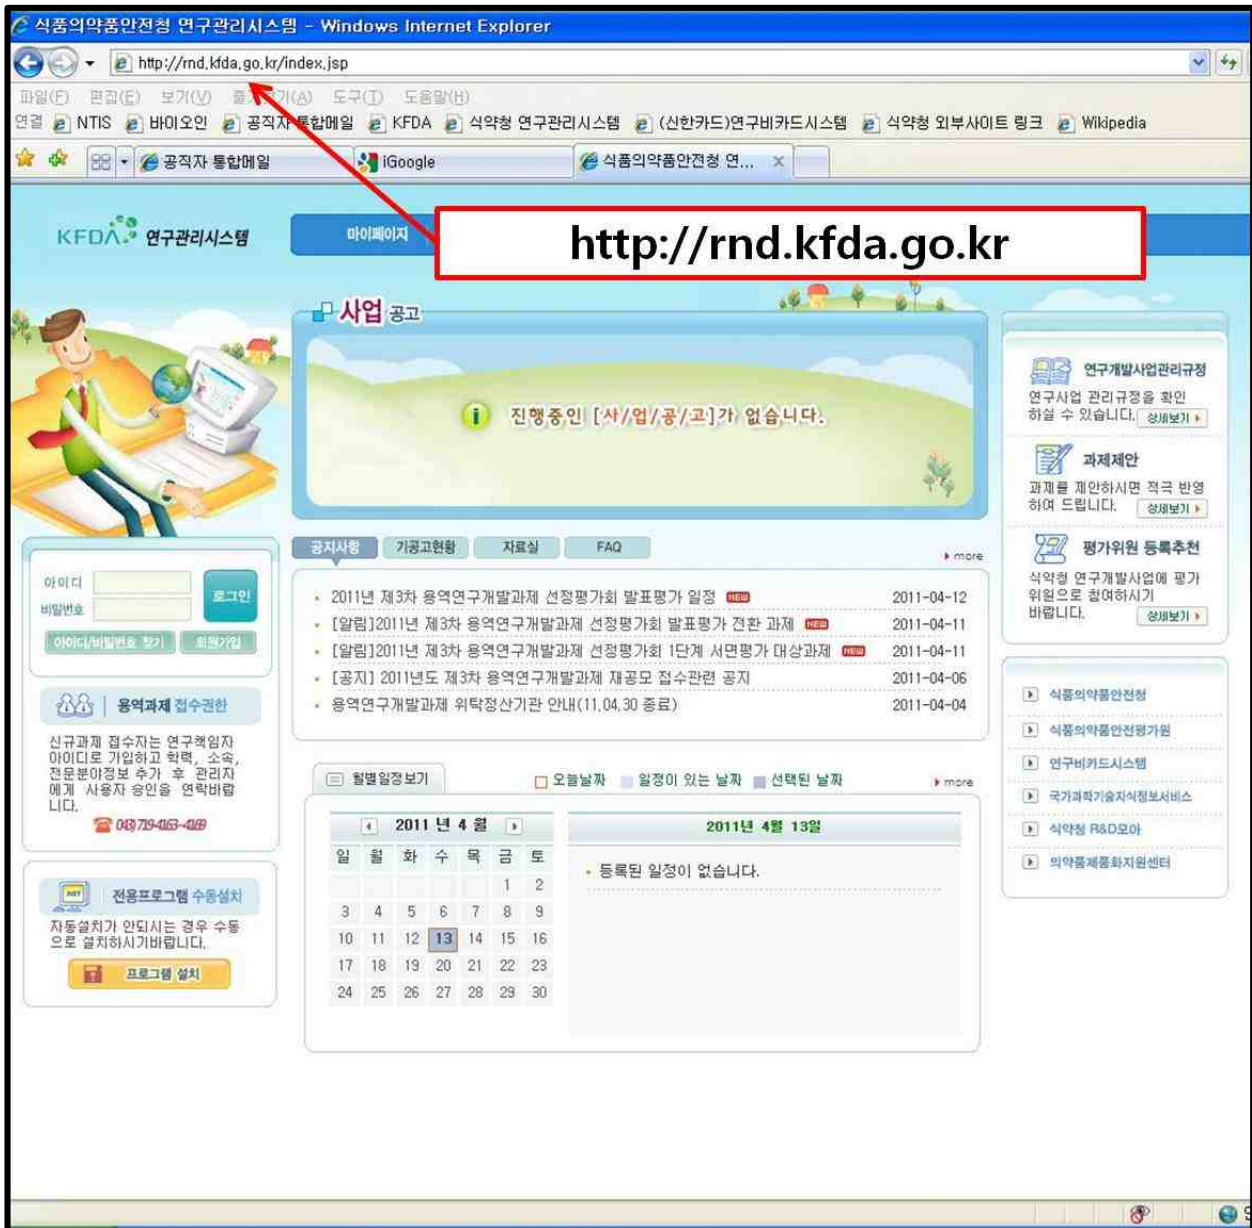 식품의약품안전청 연구관리시스템 - Windows Internet Explorer
http://rnd.kfda.go.kr/index.jsp
파일(F) 편집(E) 보기(V) 도구(T) 도움말(H)
연결 NTIS 바이오인 공직자 통합메일 KFDA 식약청 연구관리시스템 (신한카드)연구비카드시스템 식약청 외부사이트 링크 Wikipedia
공직자 통합메일 iGoogle 식품의약품안전청 연...
KFDA 연구관리시스템
마이페이지
http://rnd.kfda.go.kr
사업 공고
진행중인 [사/업/공/고]가 없습니다.
연구개발사업관리규정
연구사업 관리규정을 확인
하실 수 있습니다. 상세보기
과제제안
과제를 제안하시면 적극 반영
하여 드립니다. 상세보기
평가위원 등록추천
식약청 연구개발사업에 평가
위원으로 참여하시기
바랍니다. 상세보기
아이디
비밀번호
로그인
아이디/비밀번호 찾기 회원가입
공지사항 기공고현황 자료실 FAQ more
2011년 제3차 용역연구개발과제 선정평가회 발표평가 일정 NEW 2011-04-12
[알림]2011년 제3차 용역연구개발과제 선정평가회 발표평가 전환 과제 NEW 2011-04-11
[알림]2011년 제3차 용역연구개발과제 선정평가회 1단계 서면평가 대상과제 NEW 2011-04-11
[공지] 2011년도 제3차 용역연구개발과제 재공모 접수관련 공지 2011-04-06
용역연구개발과제 위탁정산기관 안내(11.04.30 종료) 2011-04-04
용역과제 접수권한
신규과제 접수자는 연구책임자
아이디로 가입하고 학력, 소속,
전문분야정보 추가 후 관리자
에게 사용자 승인을 연락바랍
니다.
043) 719-4163~4169
전용프로그램 수동설치
자동설치가 안되시는 경우 수동
으로 설치하시기바랍니다.
프로그램 설치
월별일정보기 오늘날짜 일정이 있는 날짜 선택된 날짜 more
2011 년 4 월
일 월 화 수 목 금 토
1 2
3 4 5 6 7 8 9
10 11 12 13 14 15 16
17 18 19 20 21 22 23
24 25 26 27 28 29 30
2011년 4월 13일
등록된 일정이 없습니다.
식품의약품안전청
식품의약품안전평가원
연구비카드시스템
국가과학기술지식정보서비스
식약청 R&D모아
의약품제품화지원센터